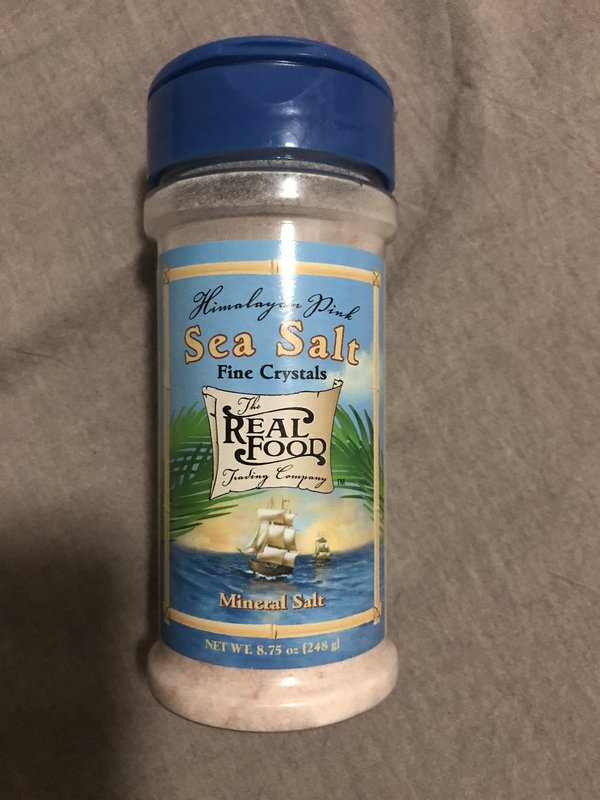 Himalayan Pink
Sea Salt
Fine Crystals
The
REAL
FOOD
Trading Company
TM
Mineral Salt
NET WT. 8.75 oz (248 g)